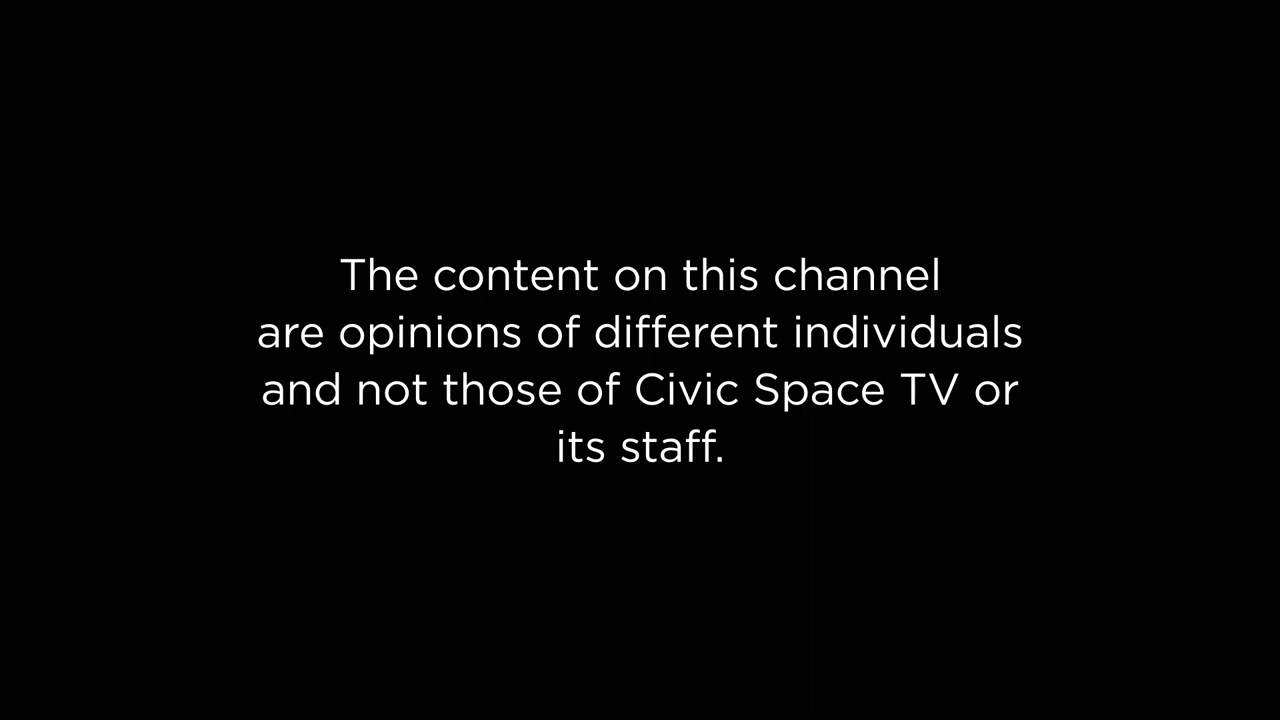 The content on this channel
are opinions of different individuals
and not those of Civic Space TV or
its staff.